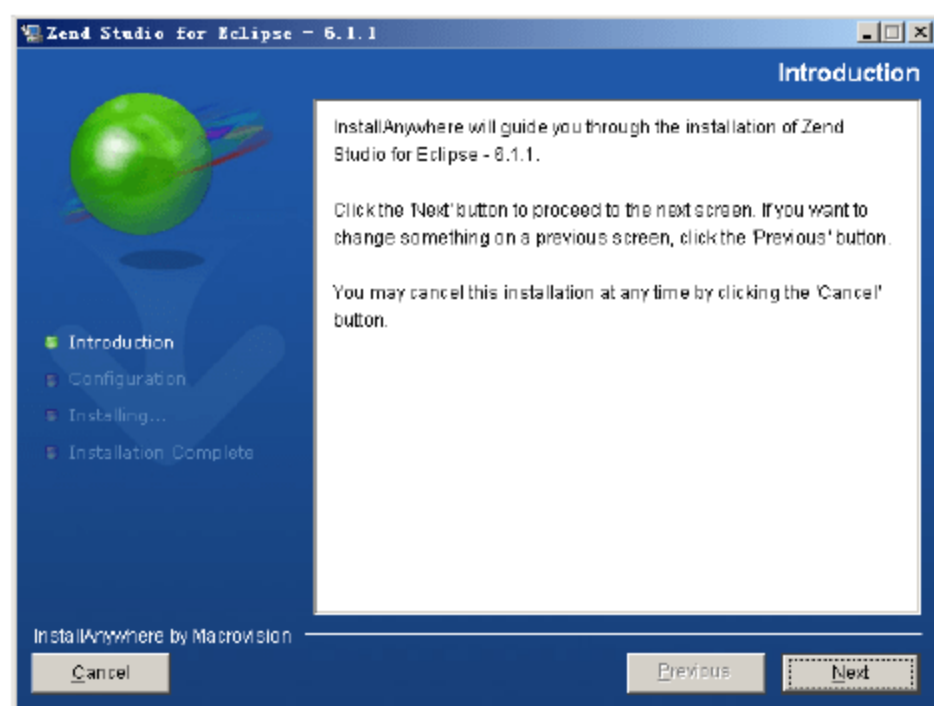 Zend Studio for Eclipse - 6.1.1
Introduction
InstallAnywhere will guide you through the installation of Zend
Studio for Eclipse - 6.1.1.
Click the 'Next' button to proceed to the next screen. If you want to
change something on a previous screen, click the 'Previous' button.
You may cancel this installation at any time by clicking the 'Cancel'
button.
Introduction
Configuration
Installing...
Installation Complete
InstallAnywhere by Macrovision
Cancel
Previous
Next